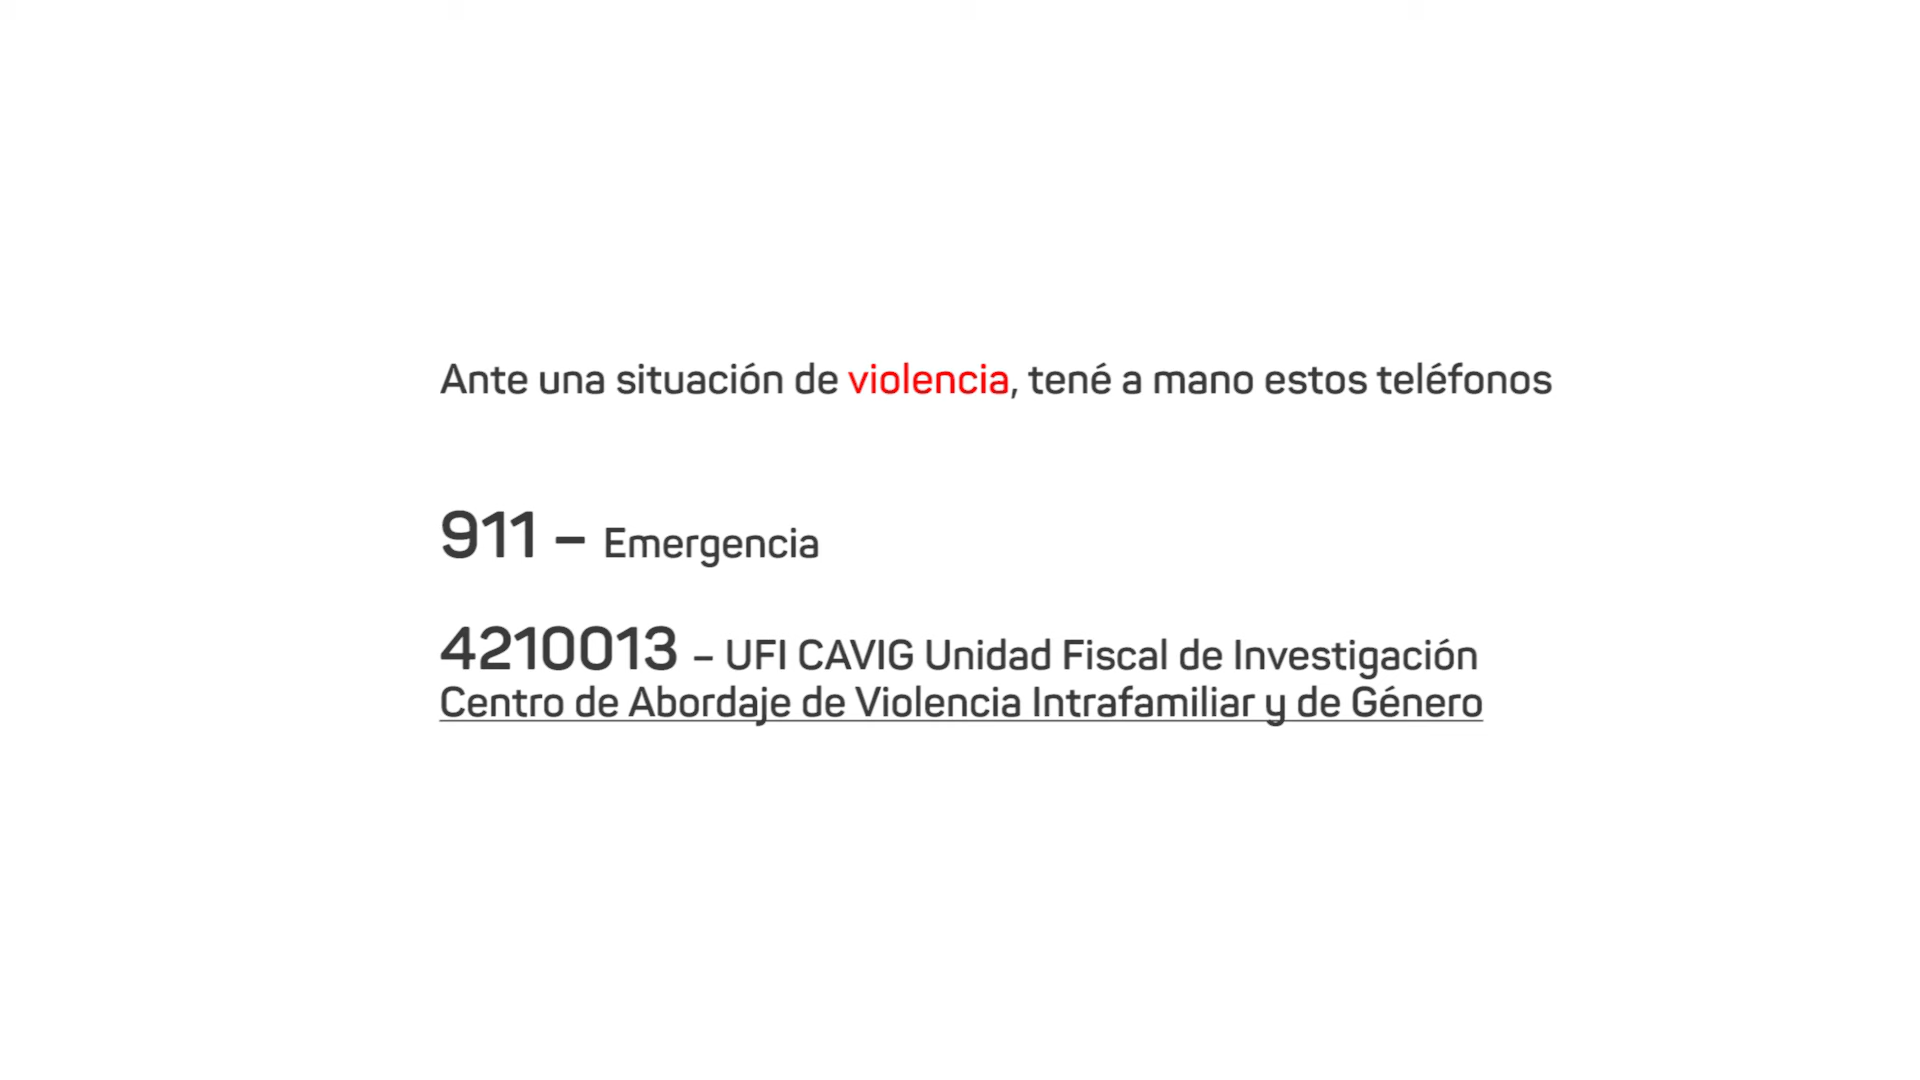 Ante una situación de violencia, tené a mano estos teléfonos
911 – Emergencia
4210013 – UFI CAVIG Unidad Fiscal de Investigación
Centro de Abordaje de Violencia Intrafamiliar y de Género